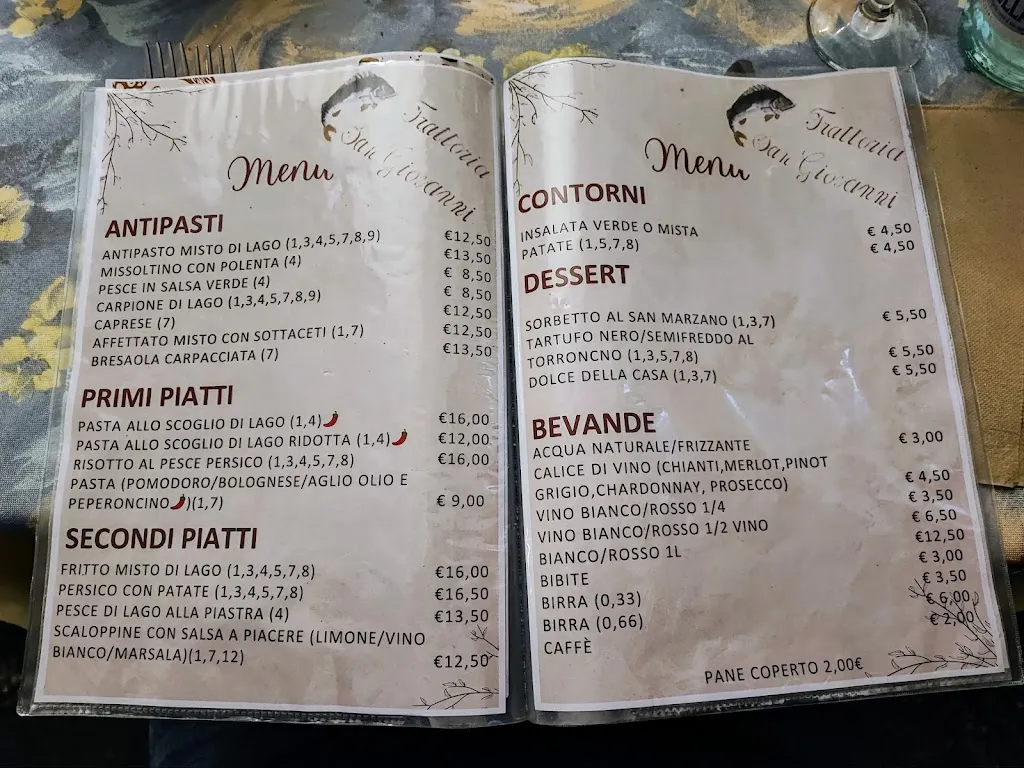 Menu
Trattoria
San Giovanni
ANTIPASTI
ANTIPASTO MISTO DI LAGO (1,3,4,5,7,8,9) €12,50
MISSOLTINO CON POLENTA (4) €13,50
PESCE IN SALSA VERDE (4) € 8,50
CARPIONE DI LAGO (1,3,4,5,7,8,9) € 8,50
CAPRESE (7) €12,50
AFFETTATO MISTO CON SOTTACETI (1,7) €12,50
BRESAOLA CARPACCIATA (7) €13,50
PRIMI PIATTI
PASTA ALLO SCOGLIO DI LAGO (1,4)🌶 €16,00
PASTA ALLO SCOGLIO DI LAGO RIDOTTA (1,4)🌶 €12,00
RISOTTO AL PESCE PERSICO (1,3,4,5,7,8) €16,00
PASTA (POMODORO/BOLOGNESE/AGLIO OLIO E
PEPERONCINO🌶)(1,7) € 9,00
SECONDI PIATTI
FRITTO MISTO DI LAGO (1,3,4,5,7,8) €16,00
PERSICO CON PATATE (1,3,4,5,7,8) €16,50
PESCE DI LAGO ALLA PIASTRA (4) €13,50
SCALOPPINE CON SALSA A PIACERE (LIMONE/VINO
BIANCO/MARSALA)(1,7,12) €12,50
Menu
Trattoria
San Giovanni
CONTORNI
INSALATA VERDE O MISTA € 4,50
PATATE (1,5,7,8) € 4,50
DESSERT
SORBETTO AL SAN MARZANO (1,3,7) € 5,50
TARTUFO NERO/SEMIFREDDO AL
TORRONCNO (1,3,5,7,8) € 5,50
DOLCE DELLA CASA (1,3,7) € 5,50
BEVANDE
ACQUA NATURALE/FRIZZANTE € 3,00
CALICE DI VINO (CHIANTI,MERLOT,PINOT
GRIGIO,CHARDONNAY, PROSECCO) € 4,50
VINO BIANCO/ROSSO 1/4 € 3,50
VINO BIANCO/ROSSO 1/2 VINO € 6,50
BIANCO/ROSSO 1L €12,50
BIBITE € 3,00
BIRRA (0,33) € 3,50
BIRRA (0,66) € 6,00
CAFFÈ € 2,00
PANE COPERTO 2,00€